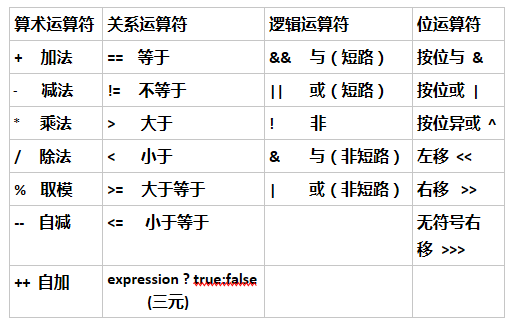 算术运算符 关系运算符 逻辑运算符 位运算符
+ 加法 == 等于 && 与（短路） 按位与 &
- 减法 != 不等于 || 或（短路） 按位或 |
* 乘法 > 大于 ! 非 按位异或 ^
/ 除法 < 小于 & 与（非短路） 左移 <<
% 取模 >= 大于等于 | 或（非短路） 右移 >>
-- 自减 <= 小于等于 无符号右
移 >>>
++ 自加 expression ? true:false
(三元)